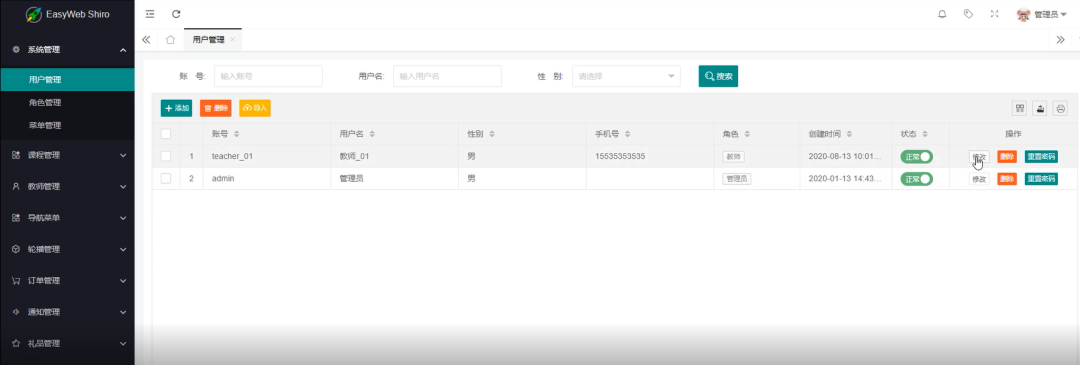 EasyWeb Shiro
管理员
系统管理
用户管理
用户管理
账 号: 输入账号 用户名: 输入用户名 性 别: 请选择 搜索
角色管理
菜单管理
添加 删除 导入
账号 用户名 性别 手机号 角色 创建时间 状态 操作
课程管理
1 teacher_01 教师_01 男 15535353535 教师 2020-08-13 10:01... 正常 修改 删除 重置密码
教师管理
2 admin 管理员 男 管理员 2020-01-13 14:43... 正常 修改 删除 重置密码
导航菜单
轮播管理
订单管理
通知管理
礼品管理